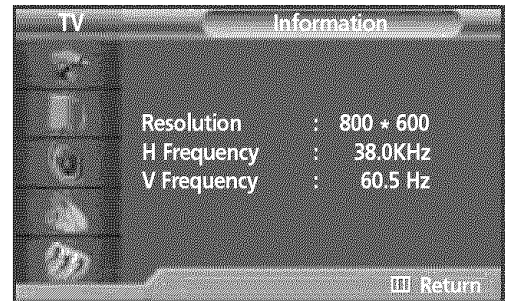 TV Information
Resolution : 800 * 600
H Frequency : 38.0KHz
V Frequency : 60.5 Hz
Return